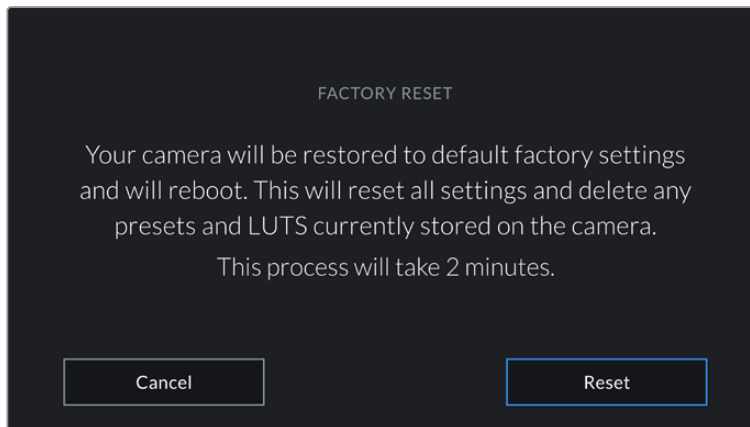 FACTORY RESET
Your camera will be restored to default factory settings
and will reboot. This will reset all settings and delete any
presets and LUTS currently stored on the camera.
This process will take 2 minutes.
Cancel
Reset